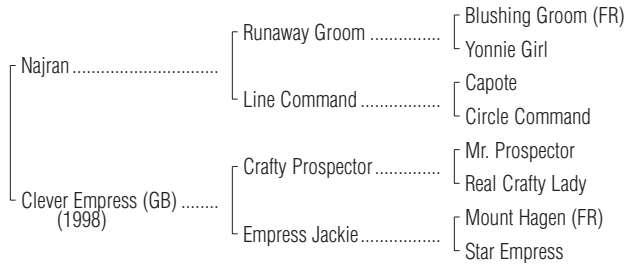 Blushing Groom (FR)
Runaway Groom ...............
Yonnie Girl
Najran ...............................
Capote
Line Command .................
Circle Command
Mr. Prospector
Crafty Prospector..............
Real Crafty Lady
Clever Empress (GB) ........
(1998)
Mount Hagen (FR)
Empress Jackie.................
Star Empress